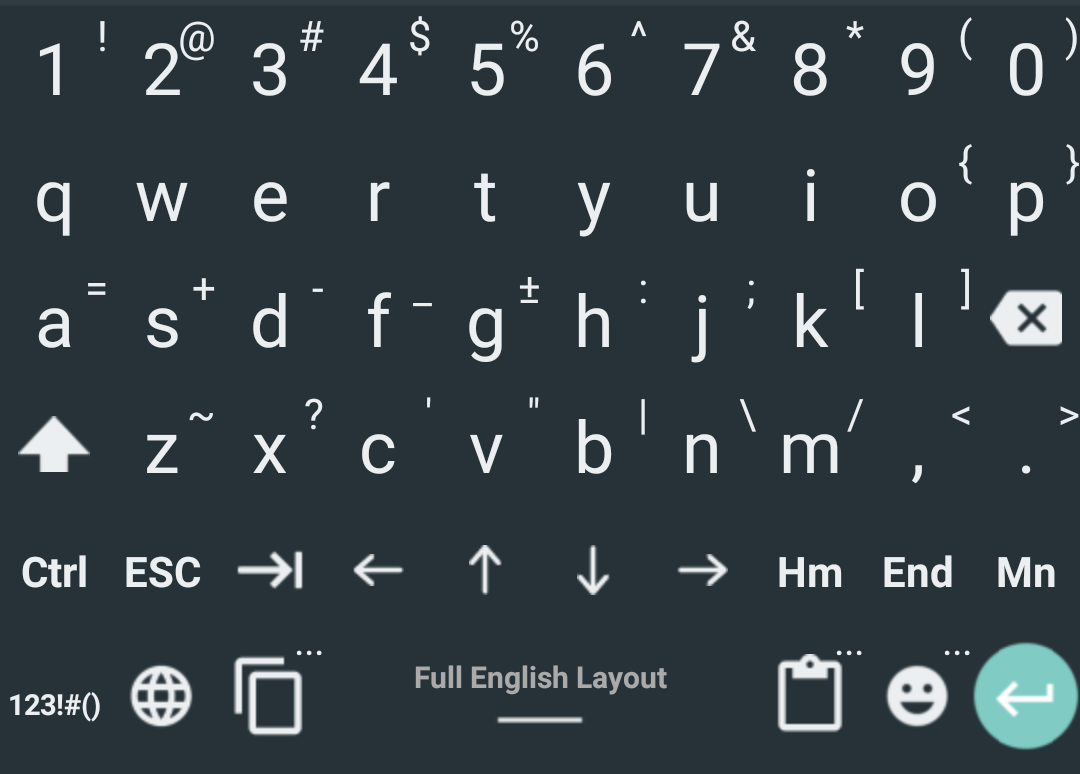 1 ! 2 @ 3 # 4 $ 5 % 6 ^ 7 & 8 * 9 ( 0 )
q w e r t y u i o { p }
a = s + d - f _ g ± h : j ; k [ l ]
z ~ x ? c ' v " b | n \ m / , < . >
Ctrl ESC →| ← ↑ ↓ → Hm End Mn
123!#() ... Full English Layout ... ...